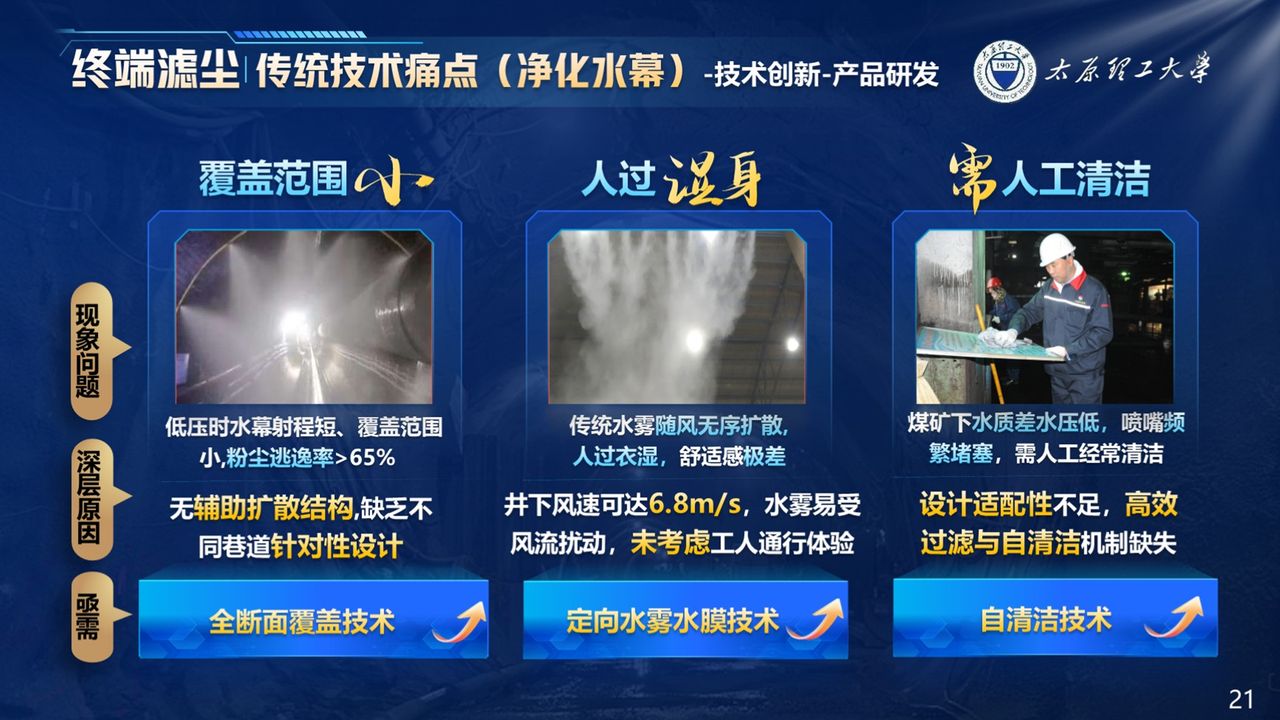 终端滤尘 传统技术痛点（净化水幕） -技术创新-产品研发
1902
太原理工大学
覆盖范围小
人过湿身
需人工清洁
现象问题
低压时水幕射程短、覆盖范围
小,粉尘逃逸率>65%
传统水雾随风无序扩散,
人过衣湿，舒适感极差
煤矿下水质差水压低，喷嘴频
繁堵塞，需人工经常清洁
深层原因
无辅助扩散结构,缺乏不
同巷道针对性设计
井下风速可达6.8m/s，水雾易受
风流扰动，未考虑工人通行体验
设计适配性不足，高效
过滤与自清洁机制缺失
亟需
全断面覆盖技术
定向水雾水膜技术
自清洁技术
21